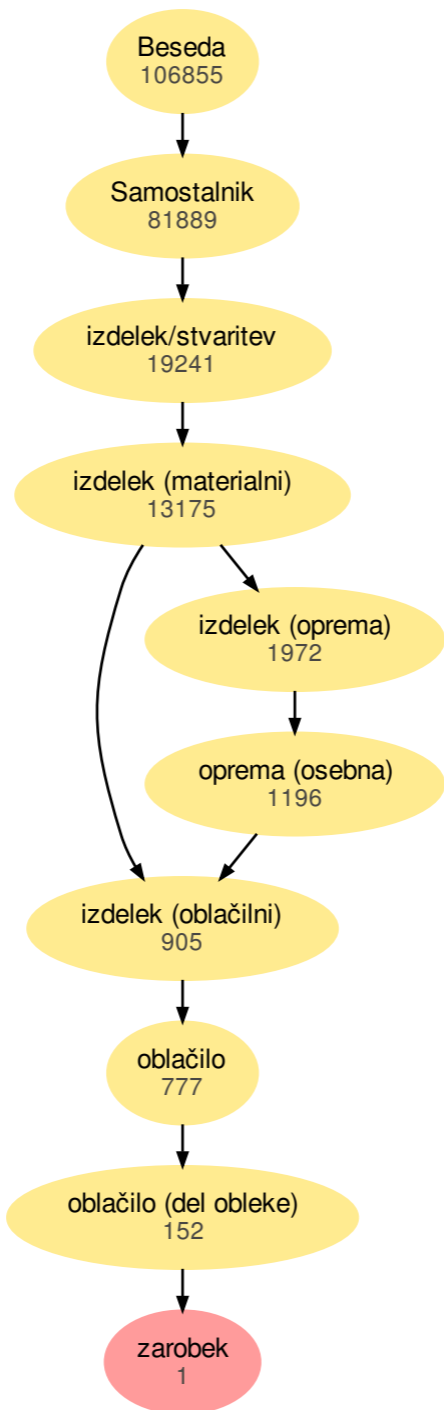 Beseda
106855
Samostalnik
81889
izdelek/stvaritev
19241
izdelek (materialni)
13175
izdelek (oprema)
1972
oprema (osebna)
1196
izdelek (oblačilni)
905
oblačilo
777
oblačilo (del obleke)
152
zarobek
1